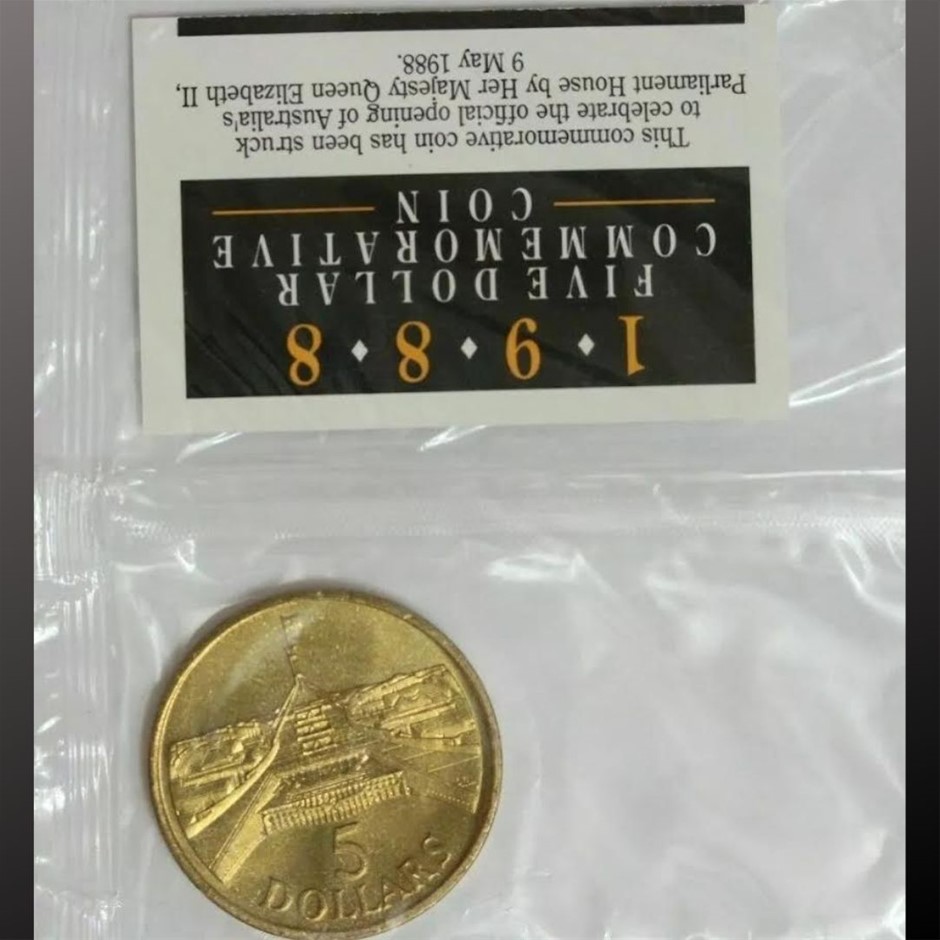 1·9·8·8
FIVE DOLLAR
COMMEMORATIVE
COIN
This commemorative coin has been struck
to celebrate the official opening of Australia's
Parliament House by Her Majesty Queen Elizabeth II,
9 May 1988.
5
DOLLARS